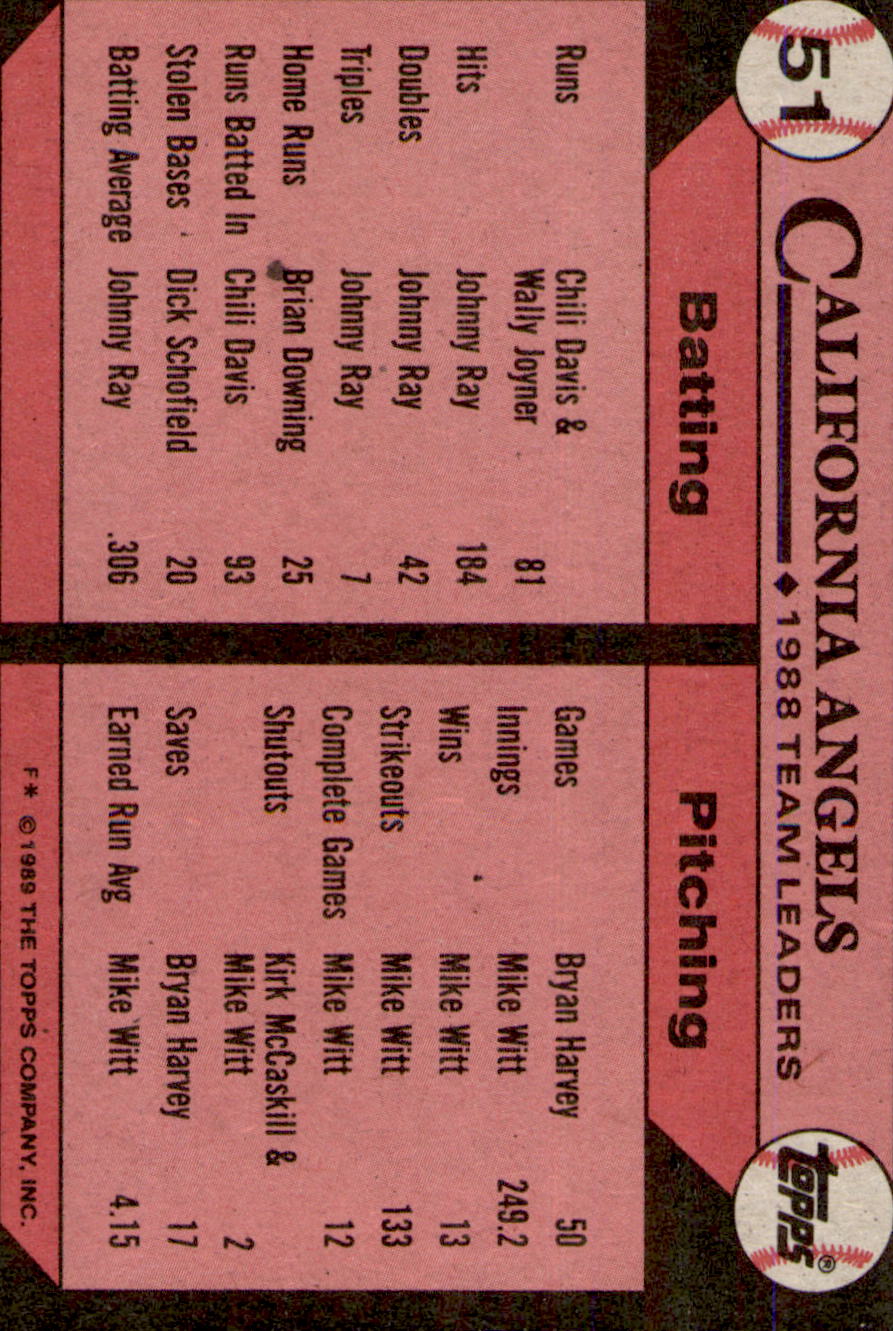 51
CALIFORNIA ANGELS
◆ 1988 TEAM LEADERS
topps®
Batting
Runs Chili Davis &
Wally Joyner 81
Hits Johnny Ray 184
Doubles Johnny Ray 42
Triples Johnny Ray 7
Home Runs Brian Downing 25
Runs Batted In Chili Davis 93
Stolen Bases Dick Schofield 20
Batting Average Johnny Ray .306
Pitching
Games Bryan Harvey 50
Innings Mike Witt 249.2
Wins Mike Witt 13
Strikeouts Mike Witt 133
Complete Games Mike Witt 12
Shutouts Kirk McCaskill &
Mike Witt 2
Saves Bryan Harvey 17
Earned Run Avg Mike Witt 4.15
F* ©1989 THE TOPPS COMPANY, INC.